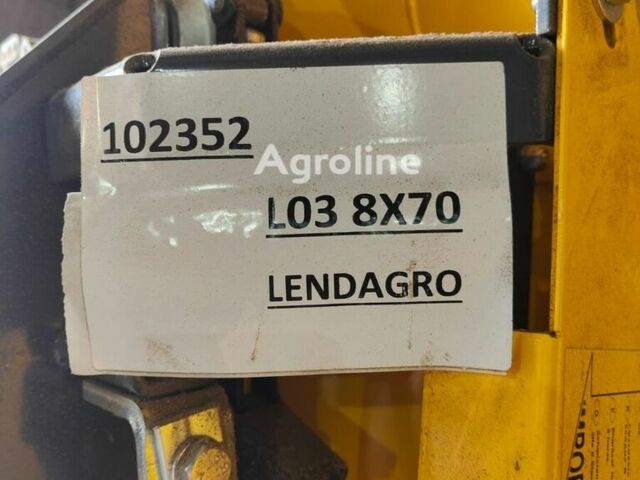 102352
Agroline
L03 8X70
LENDAGRO